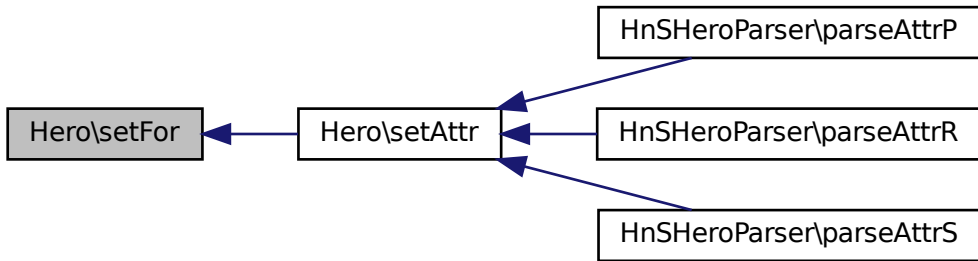 HnSHeroParser\parseAttrP
Hero\setFor
Hero\setAttr
HnSHeroParser\parseAttrR
HnSHeroParser\parseAttrS